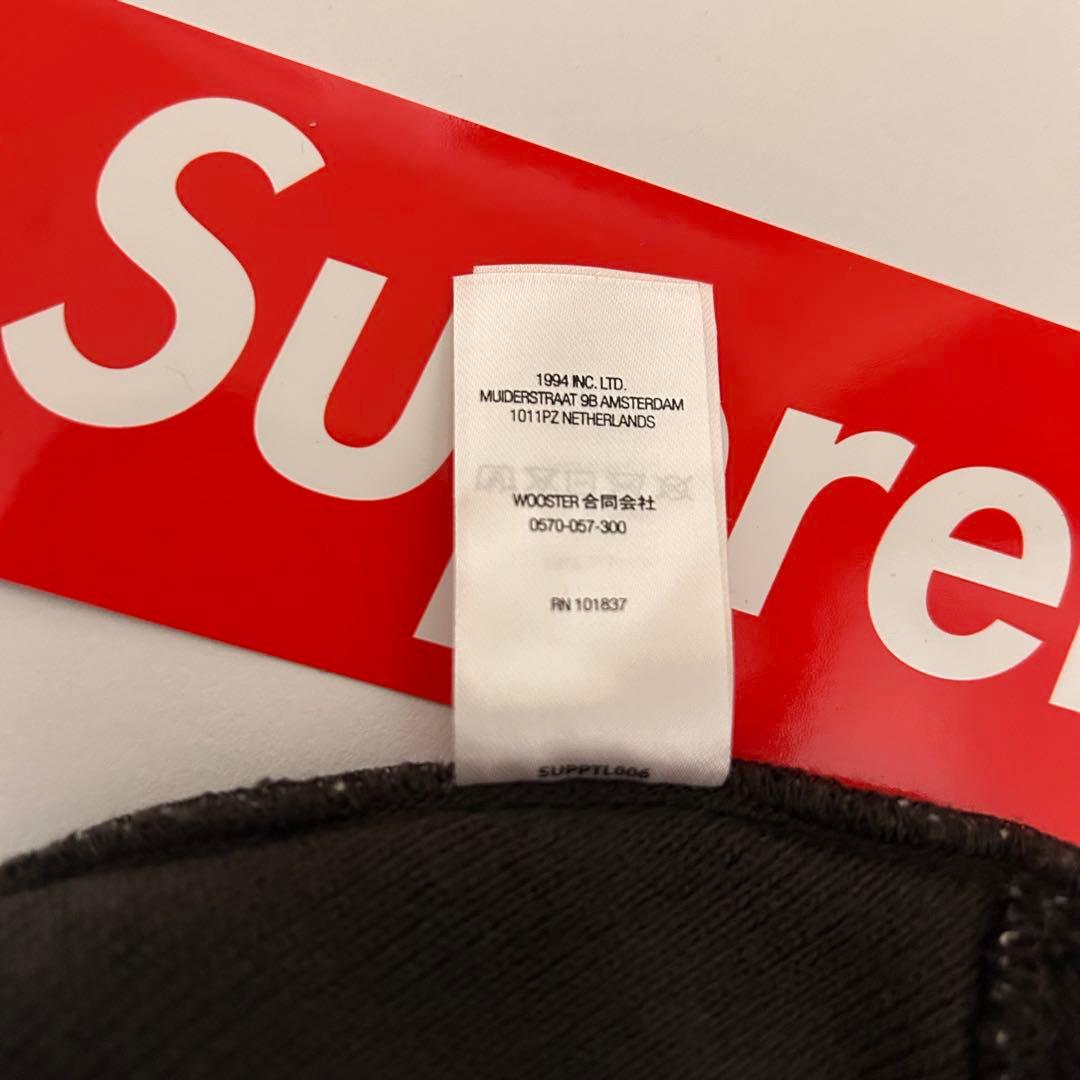 Supre
1994 INC. LTD.
MUIDERSTRAAT 9B AMSTERDAM
1011PZ NETHERLANDS
WOOSTER 合同会社
0570-057-300
RN 101837
SUPPTL006